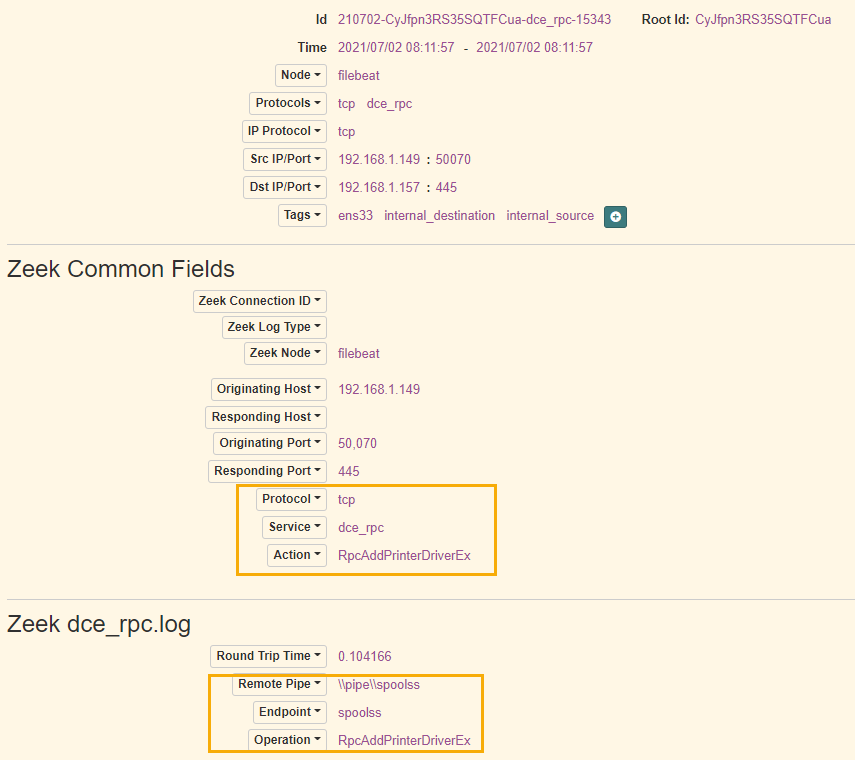 Id 210702-CyJfpn3RS35SQTFCua-dce_rpc-15343 Root Id: CyJfpn3RS35SQTFCua
Time 2021/07/02 08:11:57 - 2021/07/02 08:11:57
Node filebeat
Protocols tcp dce_rpc
IP Protocol tcp
Src IP/Port 192.168.1.149 : 50070
Dst IP/Port 192.168.1.157 : 445
Tags ens33 internal_destination internal_source
Zeek Common Fields
Zeek Connection ID
Zeek Log Type
Zeek Node filebeat
Originating Host 192.168.1.149
Responding Host
Originating Port 50,070
Responding Port 445
Protocol tcp
Service dce_rpc
Action RpcAddPrinterDriverEx
Zeek dce_rpc.log
Round Trip Time 0.104166
Remote Pipe \\pipe\\spoolss
Endpoint spoolss
Operation RpcAddPrinterDriverEx